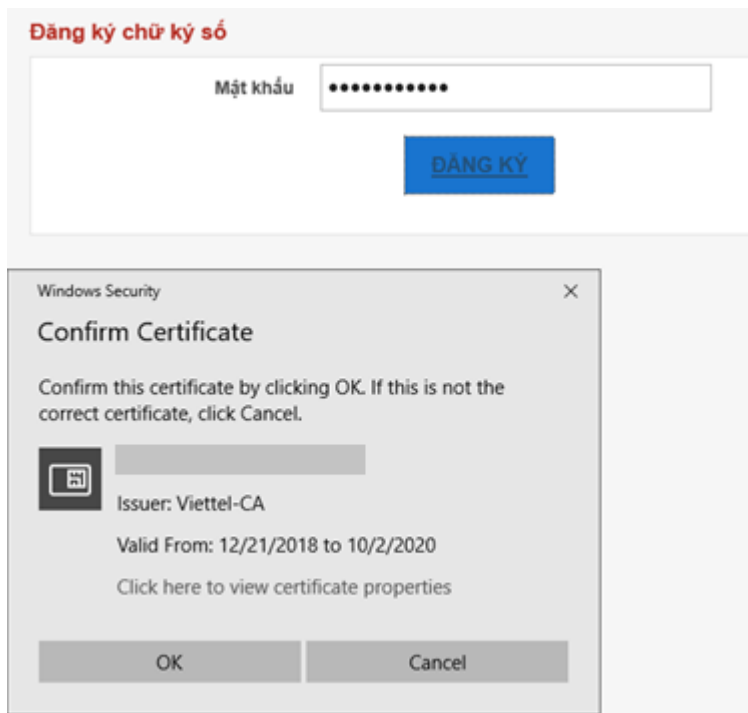 Đăng ký chữ ký số
Mật khẩu •••••••••••
ĐĂNG KÝ
Windows Security
Confirm Certificate
Confirm this certificate by clicking OK. If this is not the
correct certificate, click Cancel.
Issuer: Viettel-CA
Valid From: 12/21/2018 to 10/2/2020
Click here to view certificate properties
OK Cancel